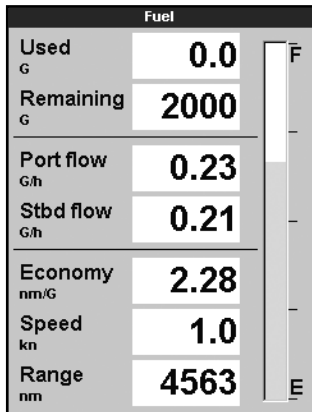 Fuel
Used 0.0 F
G
Remaining 2000
G
Port flow 0.23
G/h
Stbd flow 0.21
G/h
Economy 2.28
nm/G
Speed 1.0
kn
Range 4563 E
nm